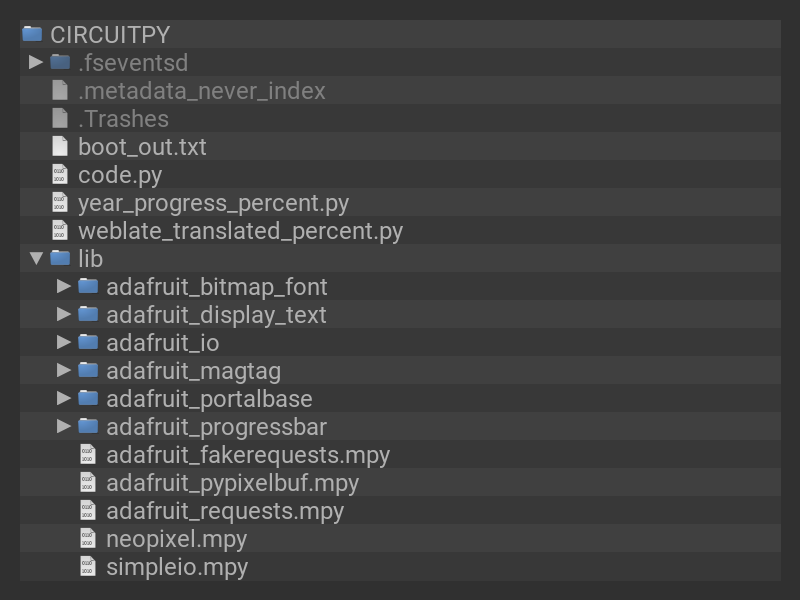 CIRCUITPY
.fseventsd
.metadata_never_index
.Trashes
boot_out.txt
code.py
year_progress_percent.py
weblate_translated_percent.py
lib
adafruit_bitmap_font
adafruit_display_text
adafruit_io
adafruit_magtag
adafruit_portalbase
adafruit_progressbar
adafruit_fakerequests.mpy
adafruit_pypixelbuf.mpy
adafruit_requests.mpy
neopixel.mpy
simpleio.mpy